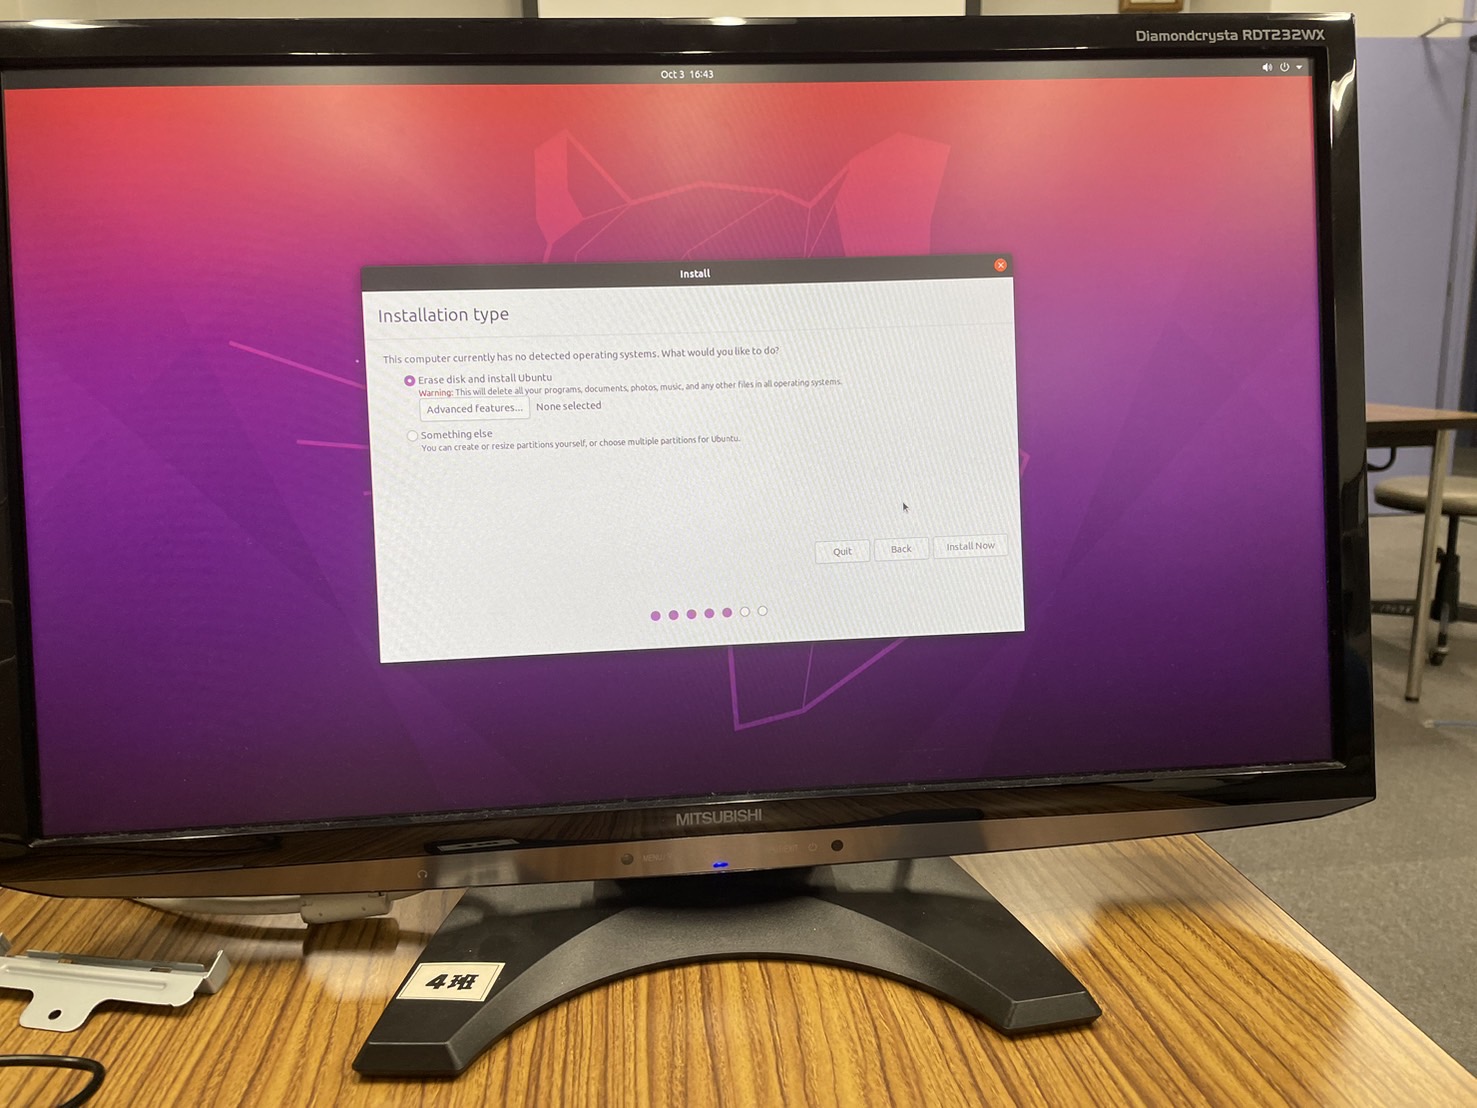 Diamondcrysta RDT232WX
Oct 3 16:43
Install
Installation type
This computer currently has no detected operating systems. What would you like to do?
Erase disk and install Ubuntu
Warning: This will delete all your programs, documents, photos, music, and any other files in all operating systems.
Advanced features... None selected
Something else
You can create or resize partitions yourself, or choose multiple partitions for Ubuntu.
Quit Back Install Now
MITSUBISHI
4班